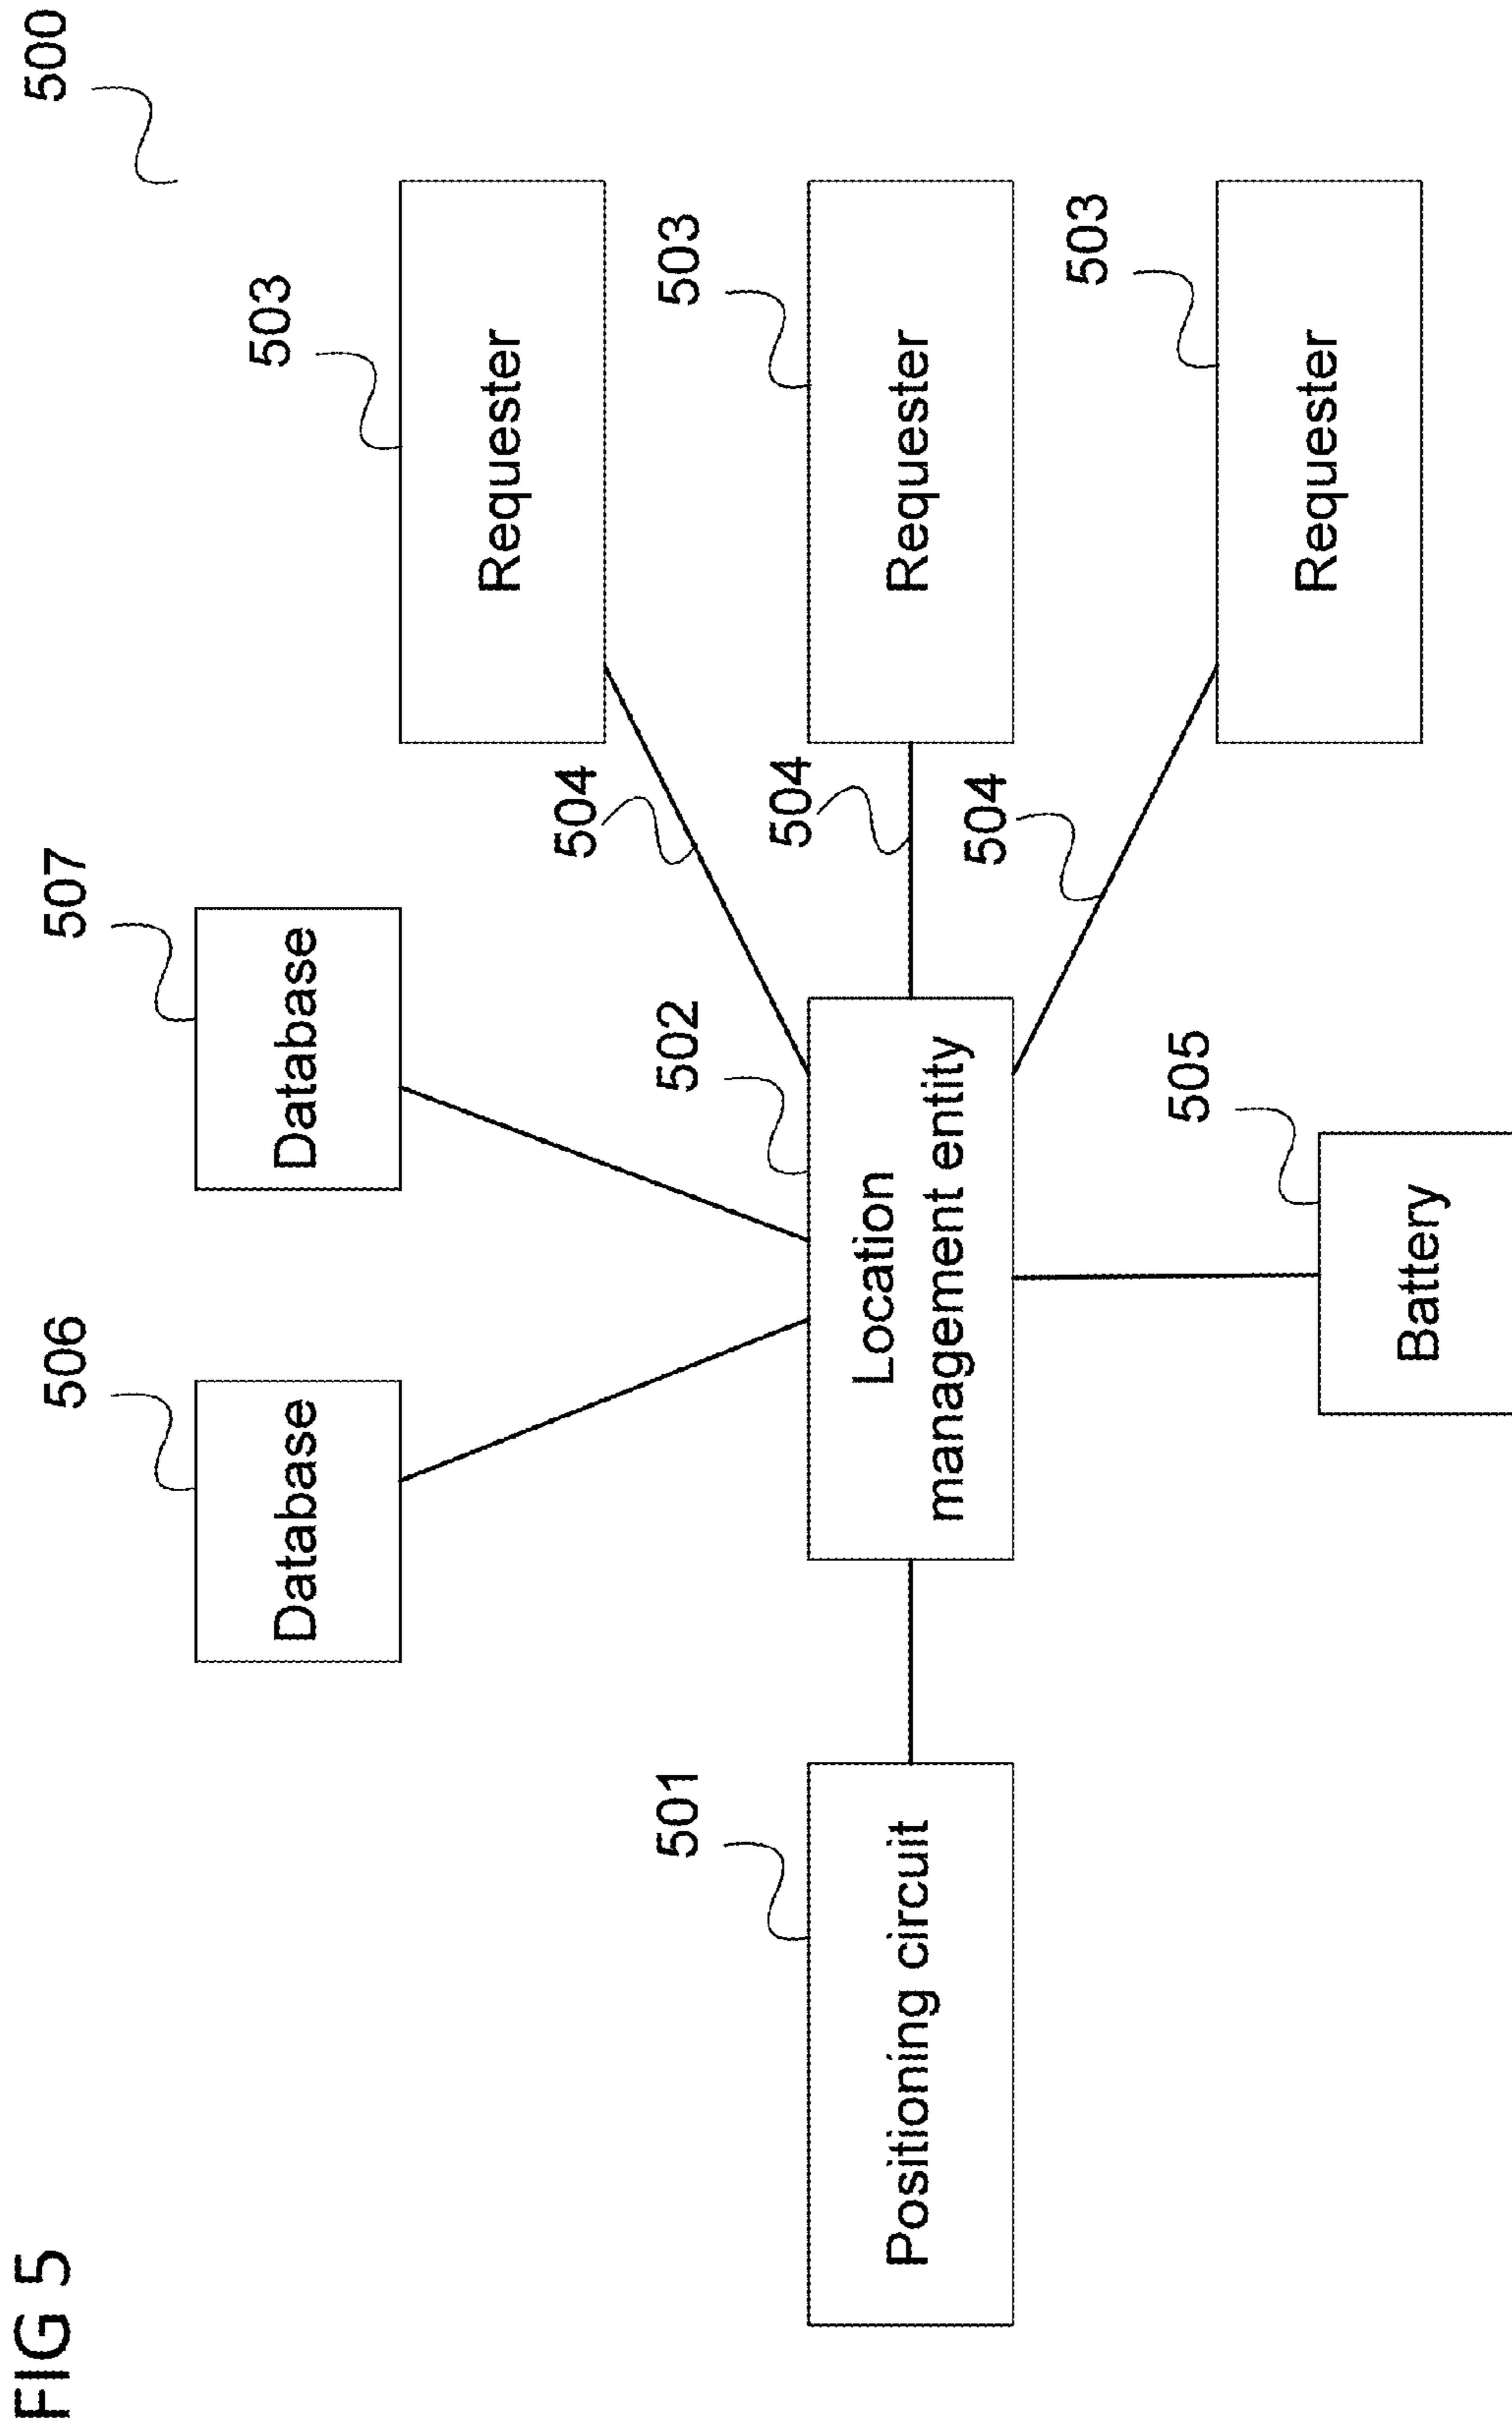 FIG 5
500
506
507
Database
Database
503
Requester
504
501
502
503
Positioning circuit
Location
management entity
504
Requester
504
503
505
Requester
Battery